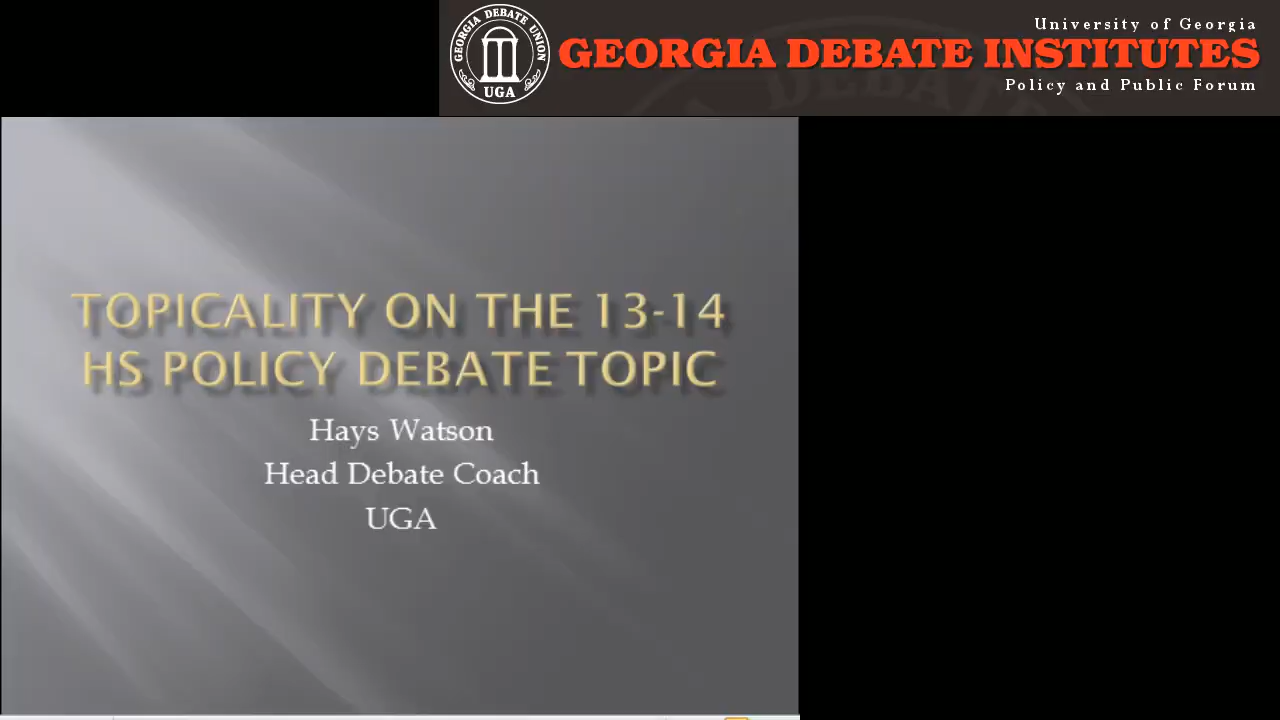 GEORGIA DEBATE UNION
UGA
University of Georgia
GEORGIA DEBATE INSTITUTES
Policy and Public Forum
TOPICALITY ON THE 13-14
HS POLICY DEBATE TOPIC
Hays Watson
Head Debate Coach
UGA